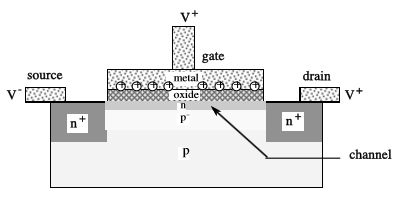 V+
gate
source
metal
drain
V-
V+
+ + + + + + + +
oxide
n
n+
p-
n+
p
channel